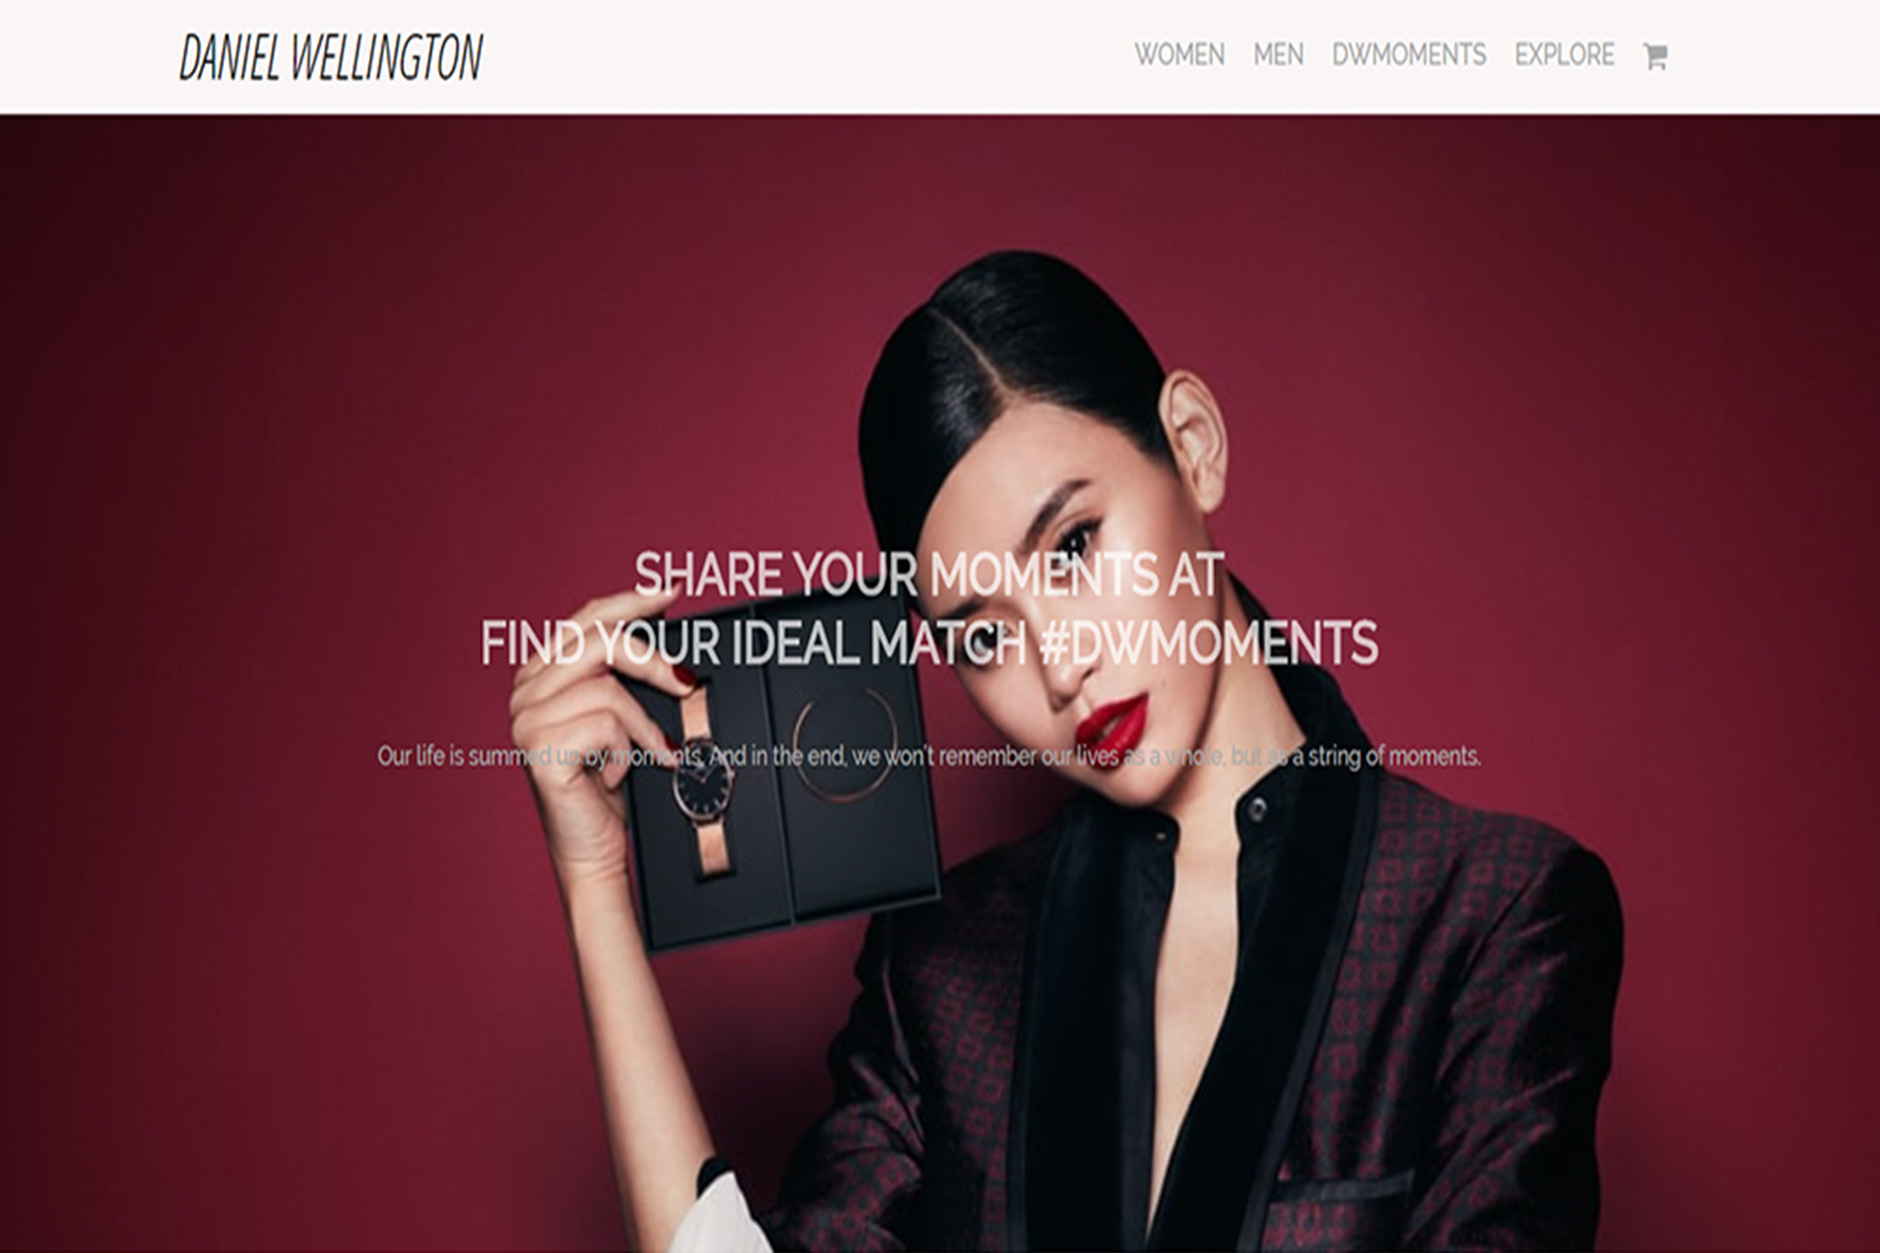 DANIEL WELLINGTON
WOMEN MEN DWMOMENTS EXPLORE
SHARE YOUR MOMENTS AT
FIND YOUR IDEAL MATCH #DWMOMENTS
Our life is summed up by moments, And in the end, we won't remember our lives as a whole, but as a string of moments.